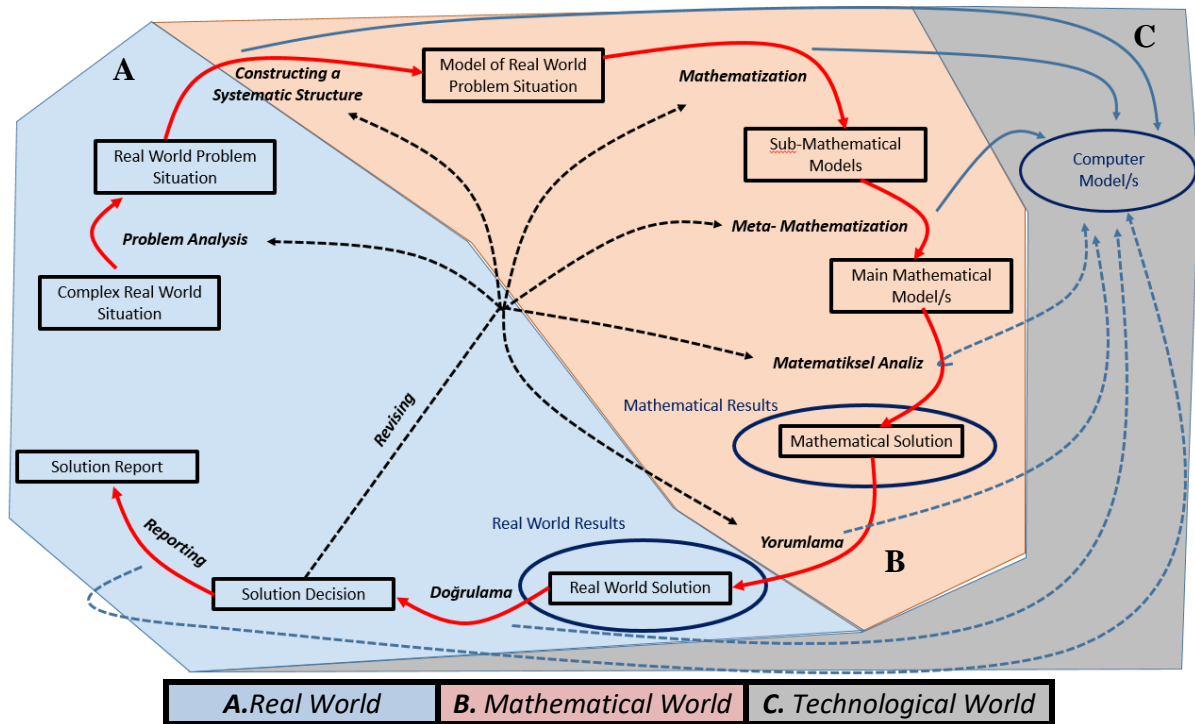 A
C
Constructing a
Systematic Structure
Model of Real World
Problem Situation
Mathematization
Real World Problem
Situation
Sub-Mathematical
Models
Computer
Model/s
Problem Analysis
Meta- Mathematization
Complex Real World
Situation
Main Mathematical
Model/s
Matematiksel Analiz
Revising
Mathematical Results
Mathematical Solution
Solution Report
Reporting
Real World Results
Yorumlama
B
Solution Decision
Doğrulama
Real World Solution
A.Real World
B. Mathematical World
C. Technological World